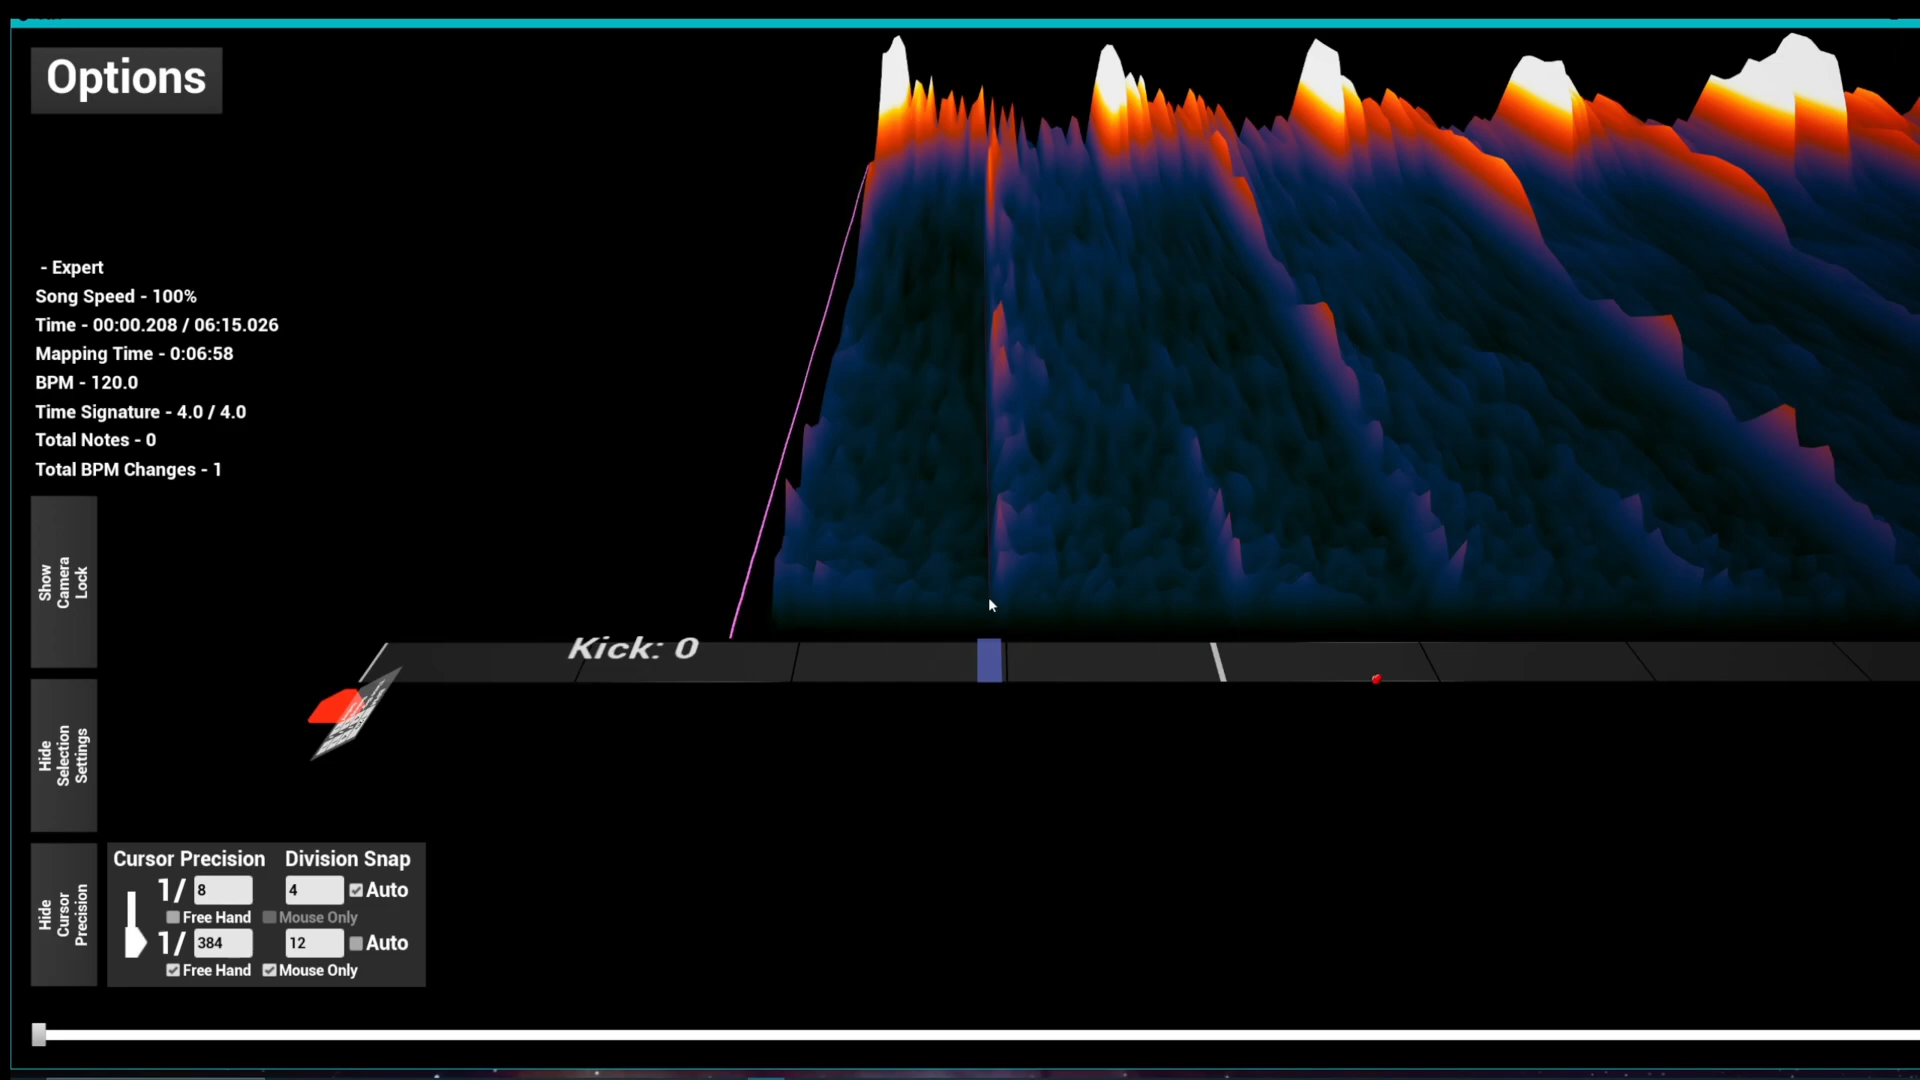 Options
- Expert
Song Speed - 100%
Time - 00:00.208 / 06:15.026
Mapping Time - 0:06:58
BPM - 120.0
Time Signature - 4.0 / 4.0
Total Notes - 0
Total BPM Changes - 1
Show
Camera
Lock
Hide
Selection
Settings
Hide
Cursor
Precision
Kick: 0
Cursor Precision Division Snap
1/ 8 4 Auto
Free Hand Mouse Only
1/ 384 12 Auto
Free Hand Mouse Only